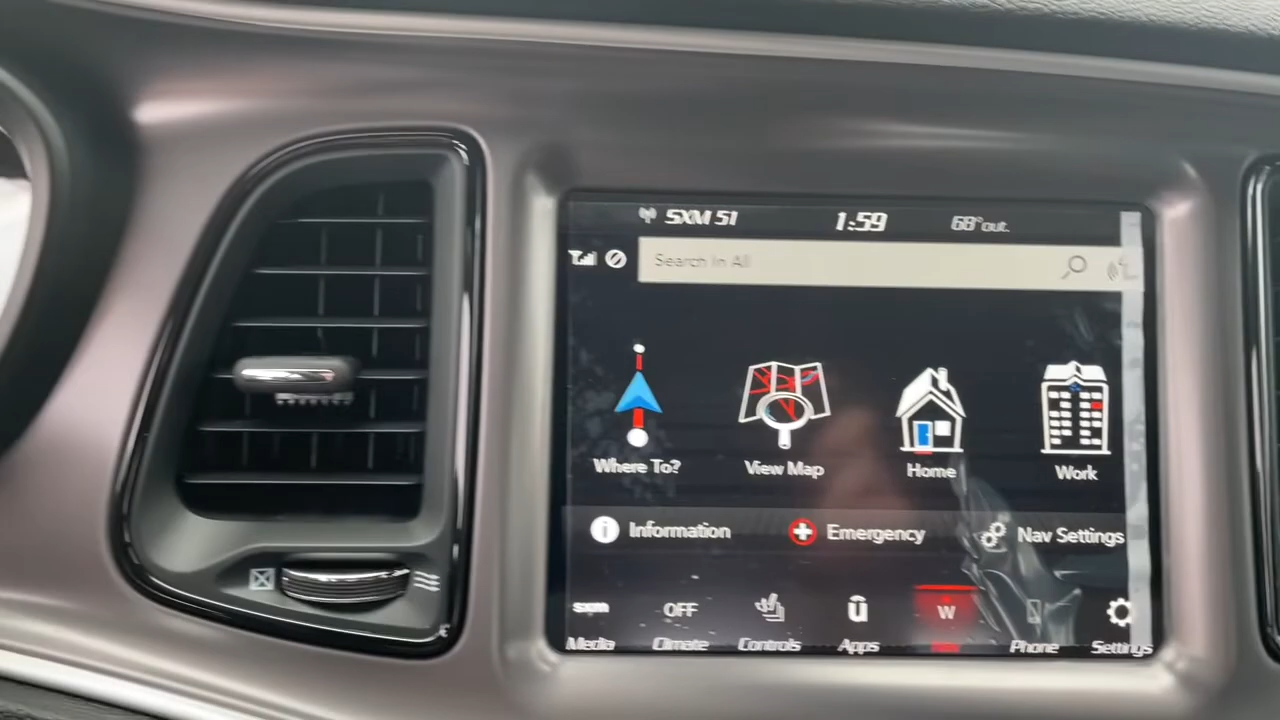 SXM 51 1:59 68° out.
Search In All
Where To? View Map Home Work
Information Emergency Nav Settings
sxm OFF û W
Media Climate Controls Apps Phone Settings